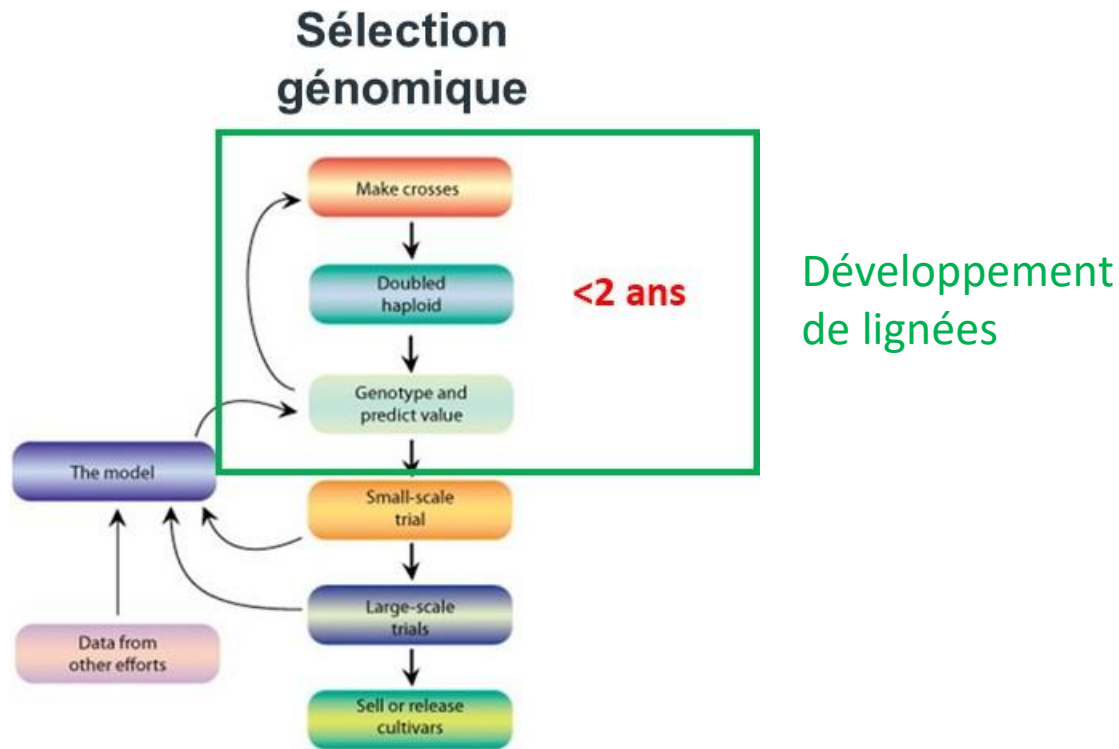 Sélection
génomique
Make crosses
Doubled
haploid
<2 ans
Développement
de lignées
Genotype and
predict value
The model
Small-scale
trial
Large-scale
trials
Data from
other efforts
Sell or release
cultivars